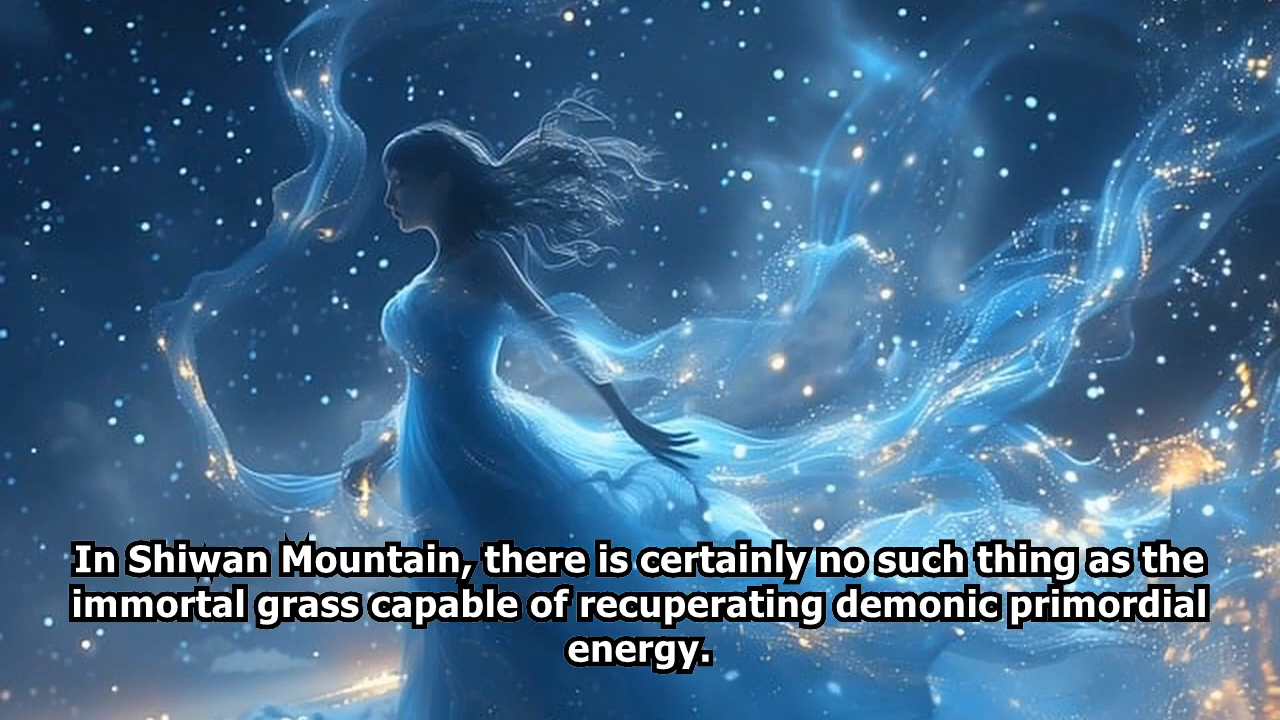 In Shiwan Mountain, there is certainly no such thing as the
immortal grass capable of recuperating demonic primordial
energy.